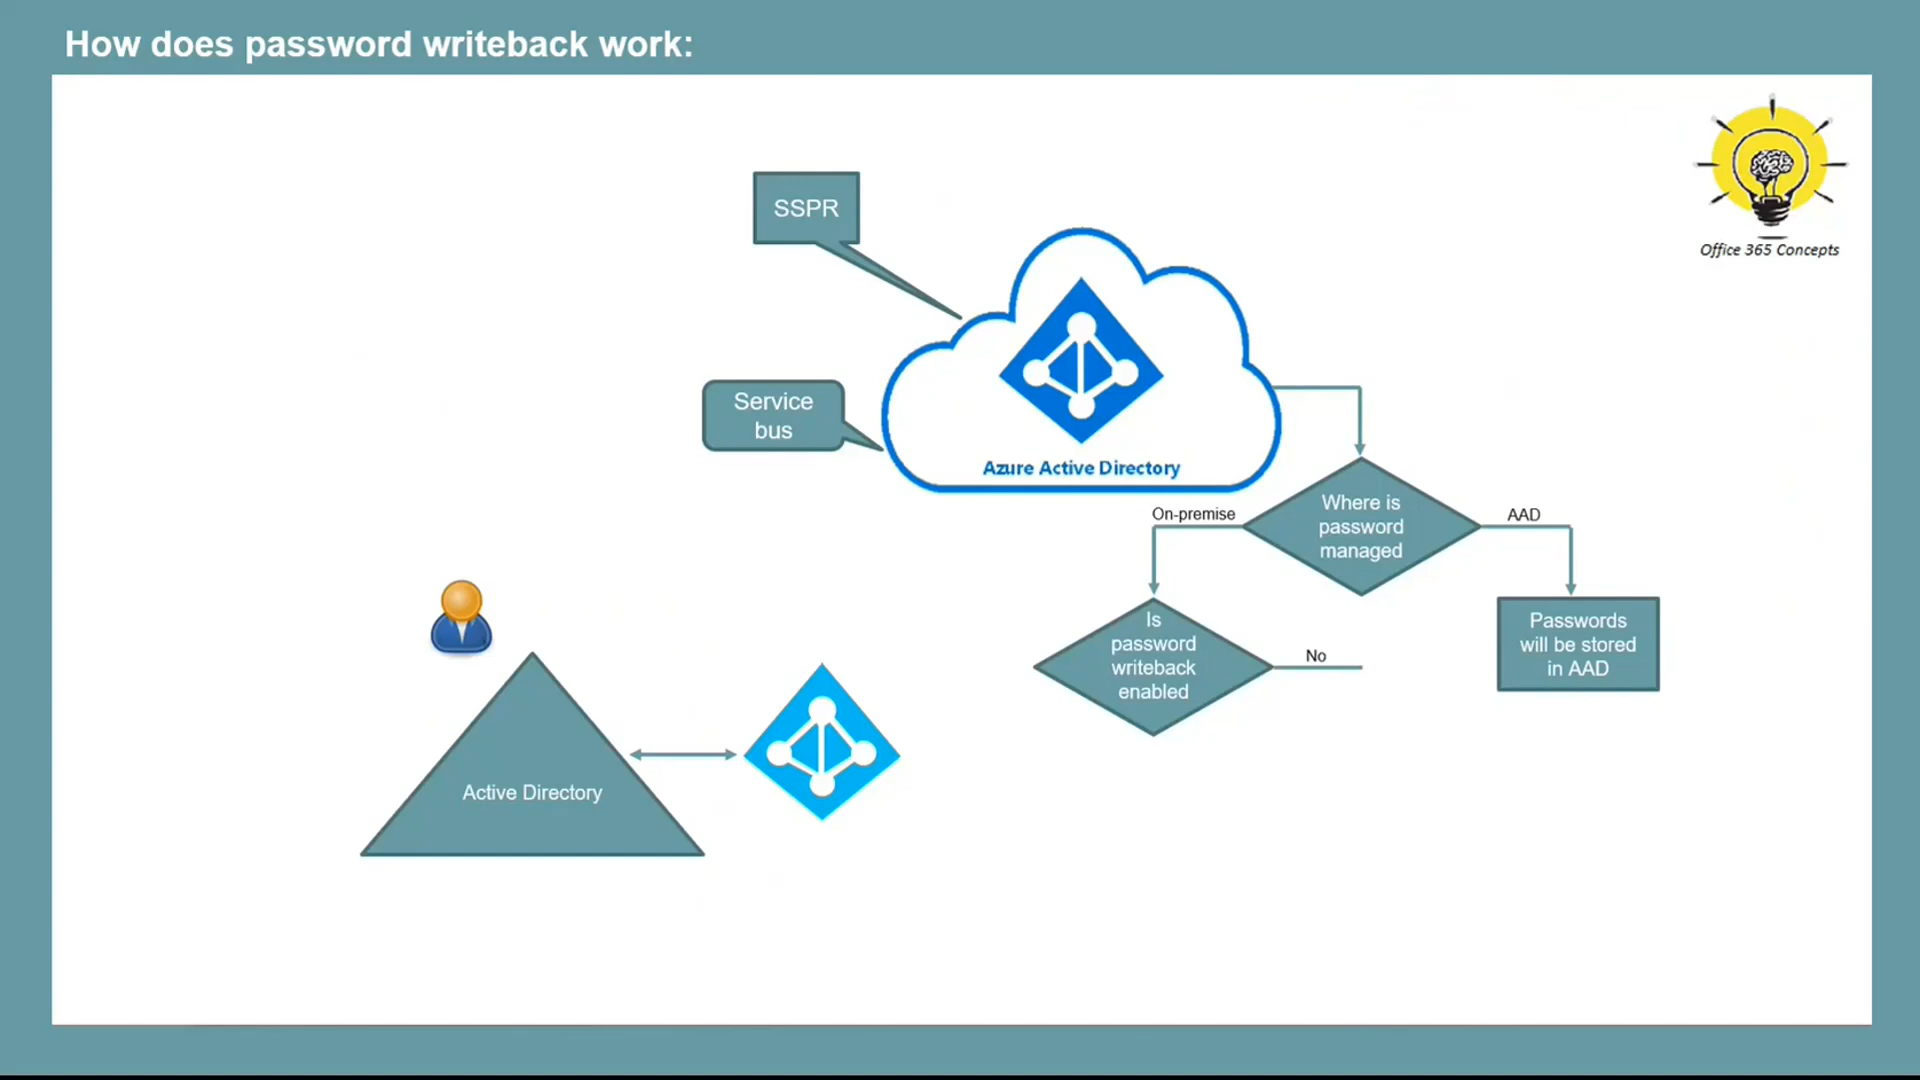 How does password writeback work:
SSPR
Office 365 Concepts
Service
bus
Azure Active Directory
Where is
password
managed
On-premise
AAD
Is
password
writeback
enabled
No
Passwords
will be stored
in AAD
Active Directory